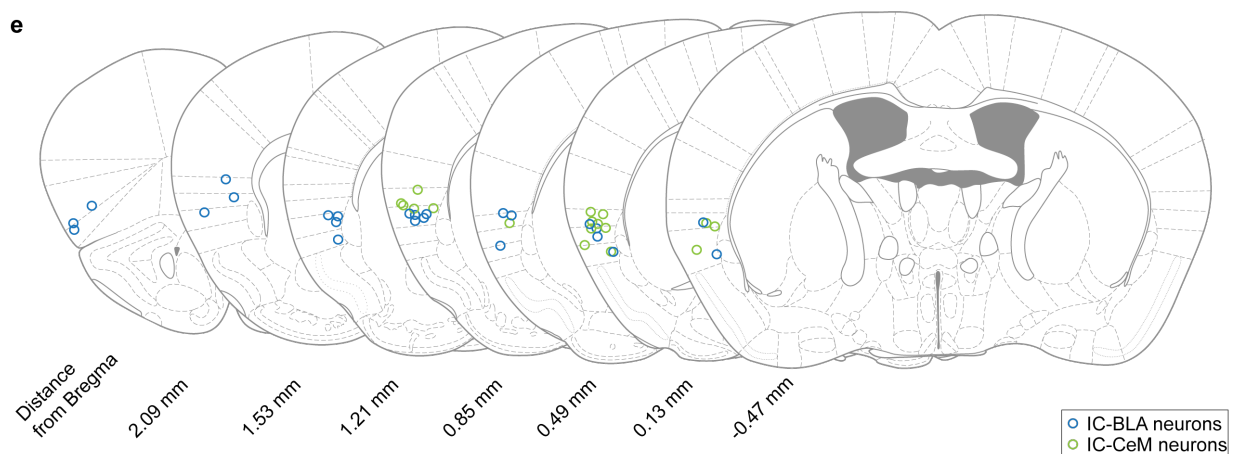 e
Distance
from Bregma
2.09 mm
1.53 mm
1.21 mm
0.85 mm
0.49 mm
0.13 mm
-0.47 mm
IC-BLA neurons
IC-CeM neurons